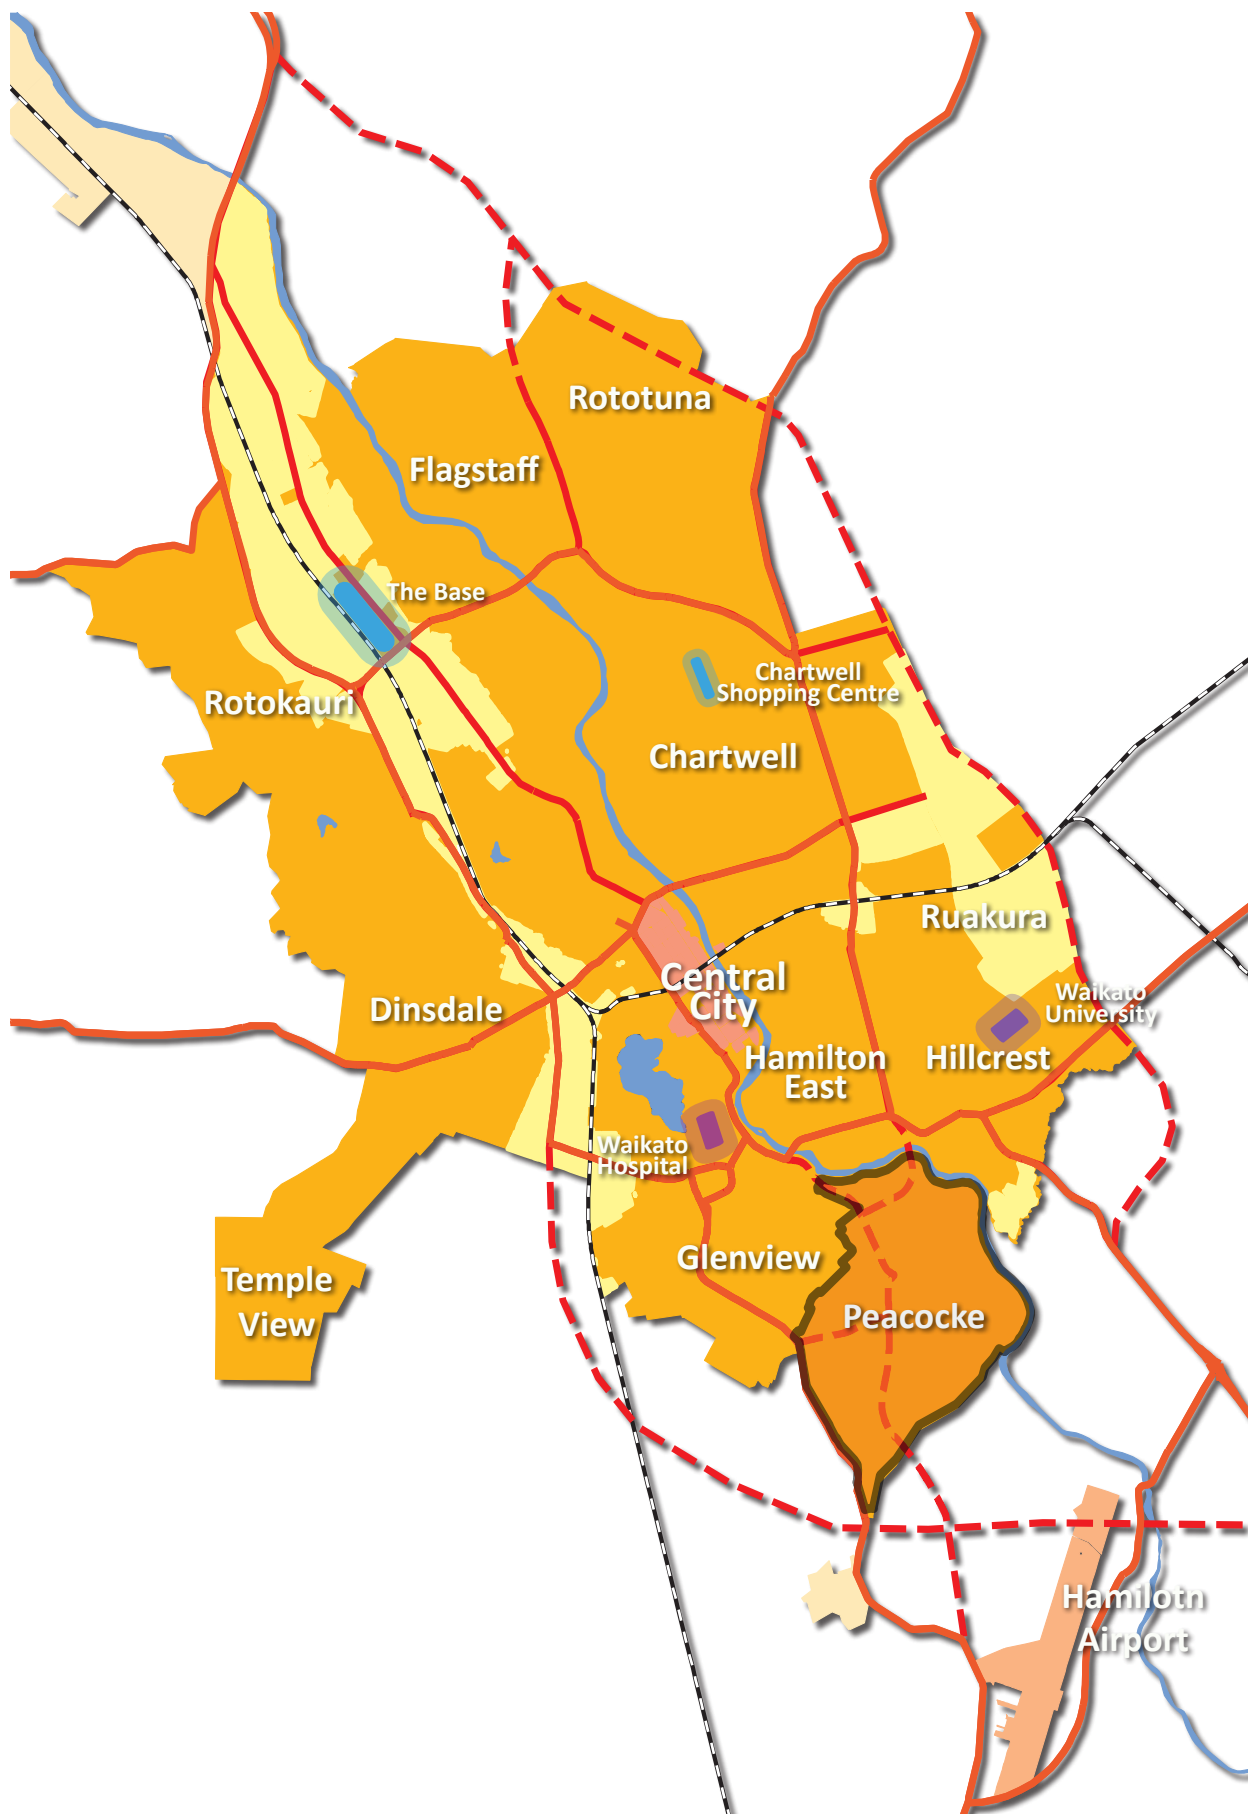 Rototuna
Flagstaff
The Base
Chartwell
Shopping Centre
Rotokauri
Chartwell
Ruakura
Central
City
Waikato
University
Dinsdale
Hamilton
East
Hillcrest
Waikato
Hospital
Glenview
Temple
View
Peacocke
Hamilotn
Airport